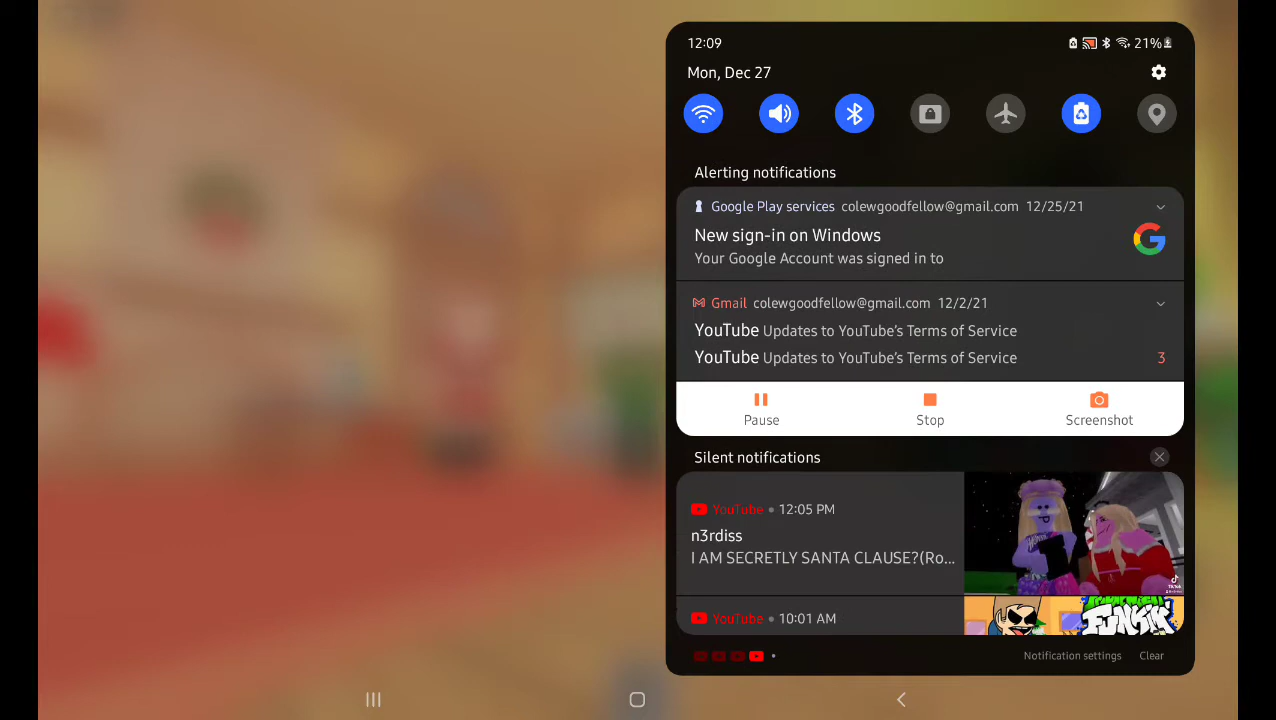 12:09
21%
Mon, Dec 27
Alerting notifications
Google Play services colewgoodfellow@gmail.com 12/25/21
New sign-in on Windows
Your Google Account was signed in to
Gmail colewgoodfellow@gmail.com 12/2/21
YouTube Updates to YouTube's Terms of Service
YouTube Updates to YouTube's Terms of Service 3
Pause Stop Screenshot
Silent notifications
YouTube • 12:05 PM
n3rdiss
I AM SECRETLY SANTA CLAUSE?(Ro...
TikTok
YouTube • 10:01 AM
FUNKIN
Notification settings Clear